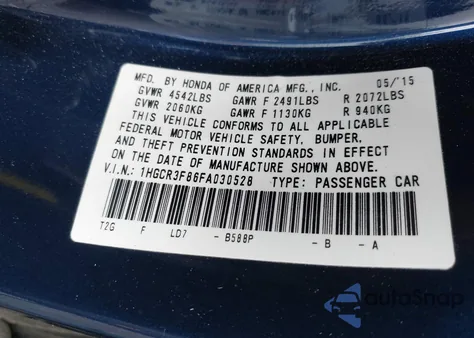 MFD. BY HONDA OF AMERICA MFG., INC. 05/'15
GVWR 4542LBS GAWR F 2491LBS R 2072LBS
GVWR 2060KG GAWR F 1130KG R 940KG
THIS VEHICLE CONFORMS TO ALL APPLICABLE
FEDERAL MOTOR VEHICLE SAFETY, BUMPER,
AND THEFT PREVENTION STANDARDS IN EFFECT
ON THE DATE OF MANUFACTURE SHOWN ABOVE.
V.I.N.: 1HGCR3F86FA030528 TYPE: PASSENGER CAR
T2G F LD7 - B588P - B - A
autoSnap